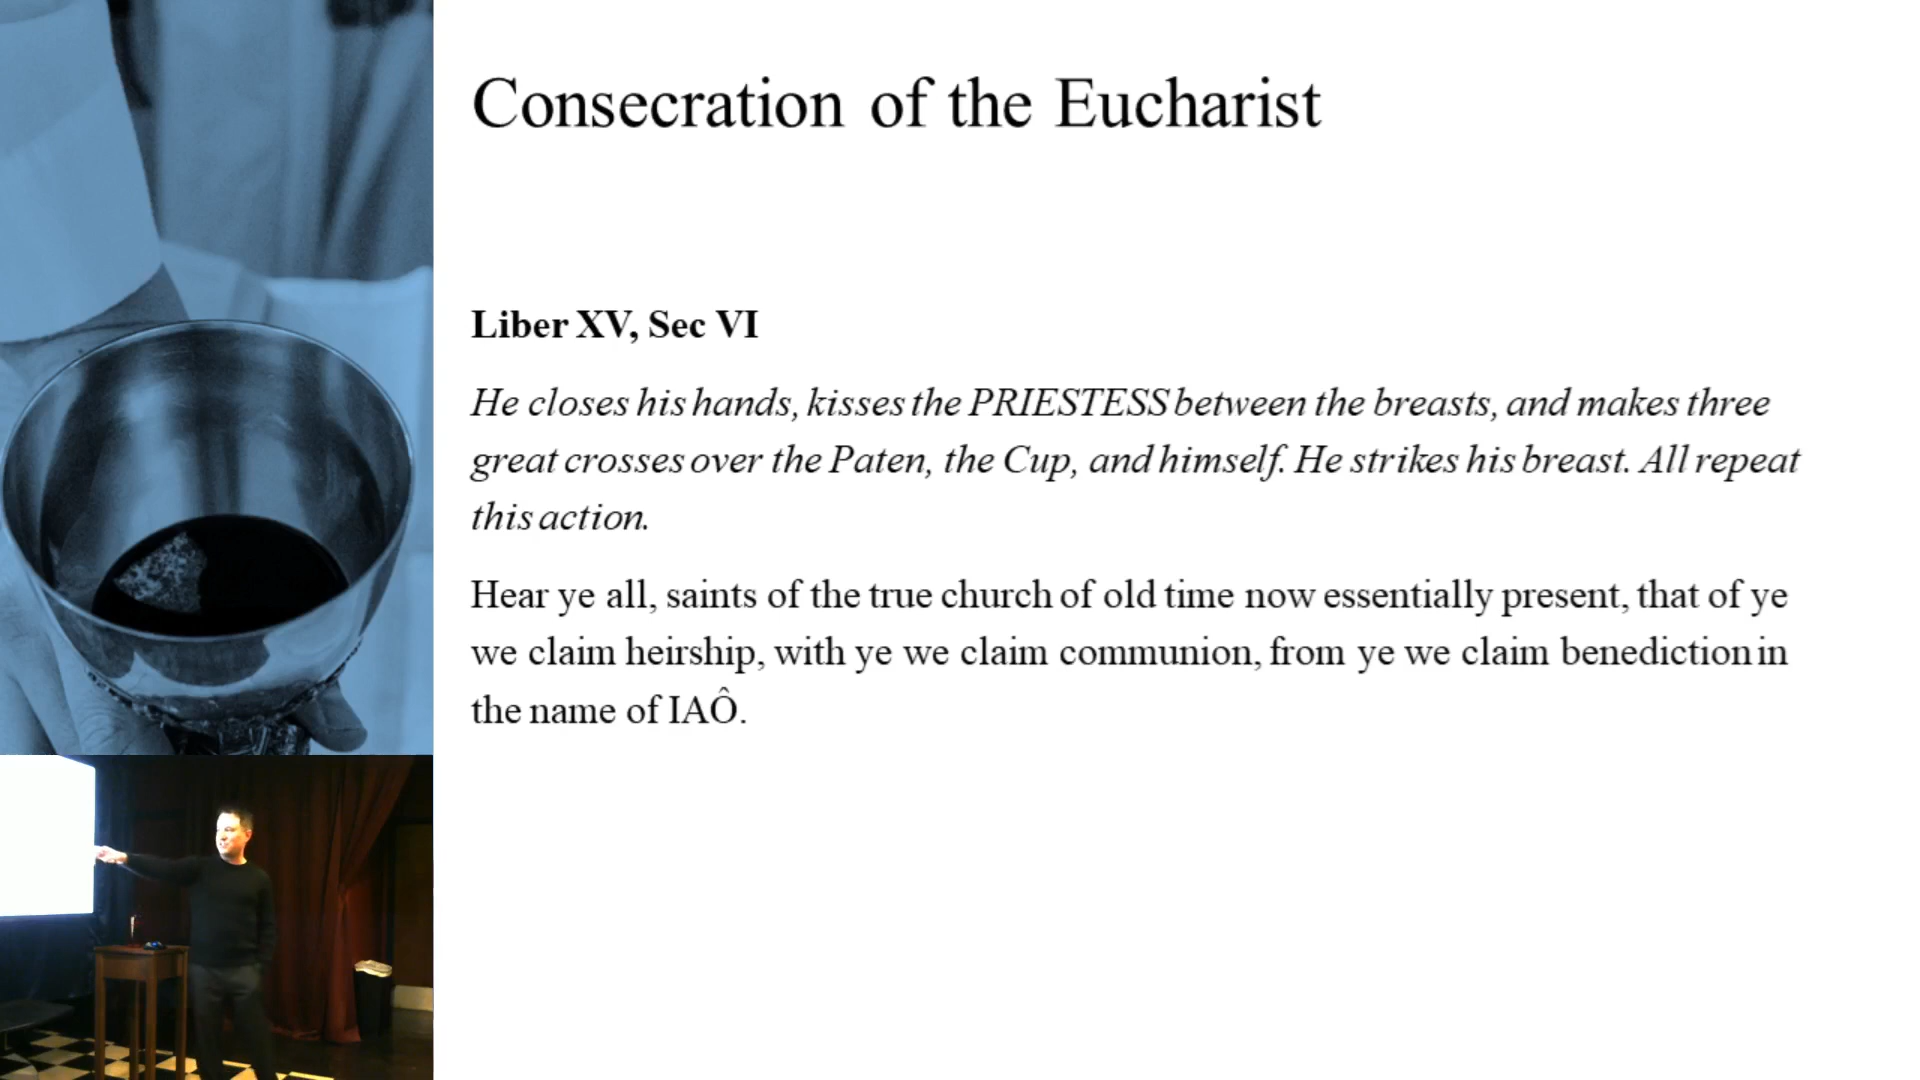 Consecration of the Eucharist
Liber XV, Sec VI
He closes his hands, kisses the PRIESTESS between the breasts, and makes three
great crosses over the Paten, the Cup, and himself. He strikes his breast. All repeat
this action.
Hear ye all, saints of the true church of old time now essentially present, that of ye
we claim heirship, with ye we claim communion, from ye we claim benediction in
the name of IAÔ.